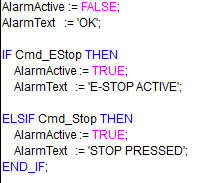 AlarmActive := FALSE;
AlarmText := 'OK';
IF Cmd_EStop THEN
AlarmActive := TRUE;
AlarmText := 'E-STOP ACTIVE';
ELSIF Cmd_Stop THEN
AlarmActive := TRUE;
AlarmText := 'STOP PRESSED';
END_IF;